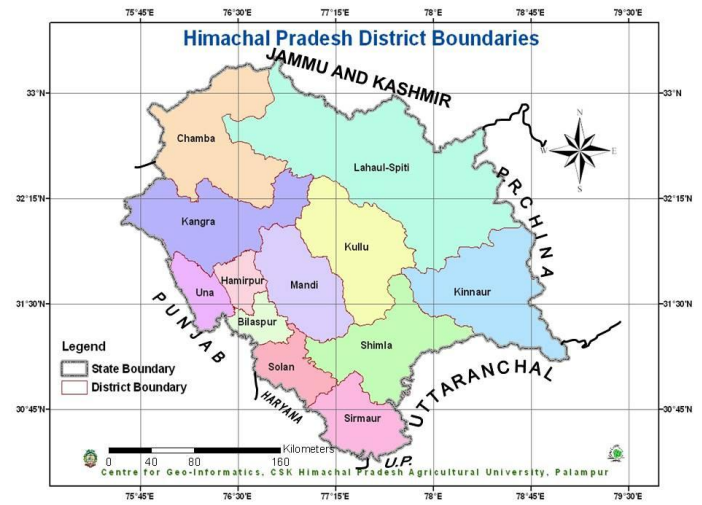 75°45' 76°30' 77°15' 78°E 78°45' 79°30'
Himachal Pradesh District Boundaries
JAMMU AND KASHMIR
33°N 33°N
N
W E
S
Chamba
Lahaul-Spiti
P.R.CHINA
32°15' 32°15'
Kangra
Kullu
Hamirpur
Una
Mandi
Kinnaur
31°30' 31°30'
PUNJAB
Bilaspur
Shimla
Legend
State Boundary
District Boundary
Solan
UTTARANCHAL
HARYANA
30°45' 30°45'
Sirmaur
Kilometers
0 40 80 160
U.P.
Centre for Geo-Informatics, CSK Himachal Pradesh Agricultural University, Palampur
75°45' 76°30' 77°15' 78°E 78°45' 79°30'